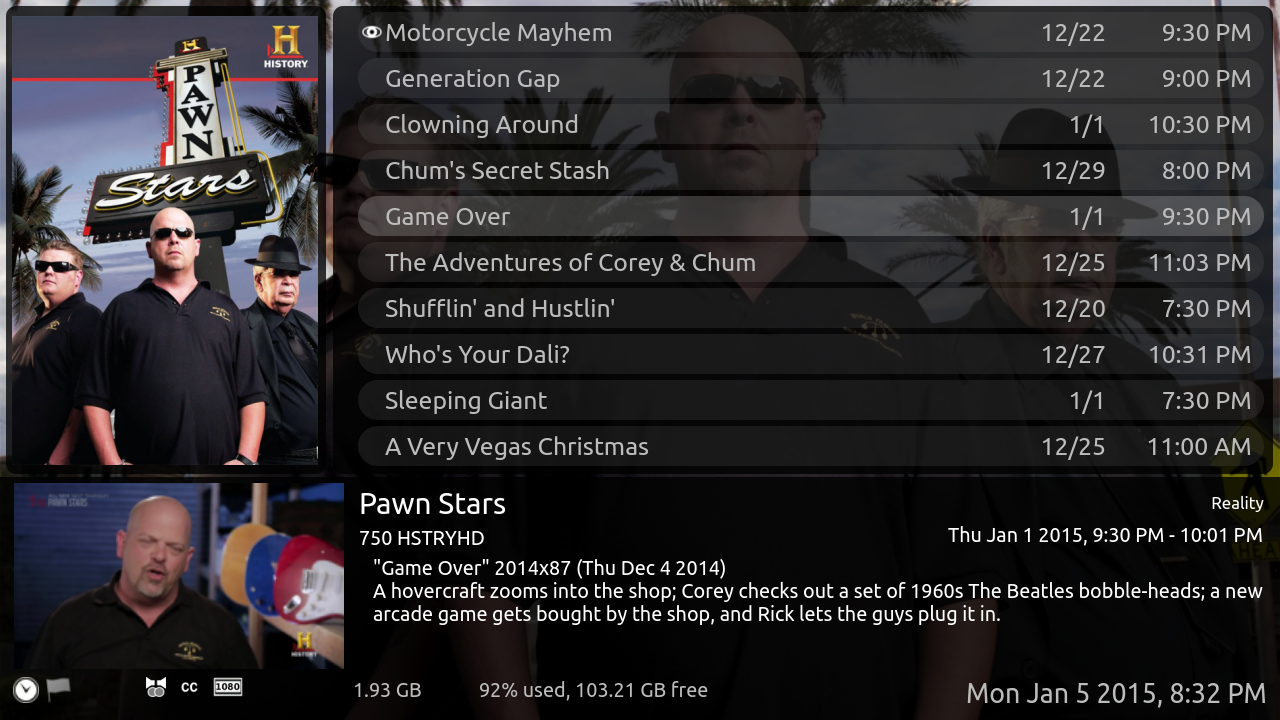 HISTORY
PAWN
Stars
Motorcycle Mayhem 12/22 9:30 PM
Generation Gap 12/22 9:00 PM
Clowning Around 1/1 10:30 PM
Chum's Secret Stash 12/29 8:00 PM
Game Over 1/1 9:30 PM
The Adventures of Corey & Chum 12/25 11:03 PM
Shufflin' and Hustlin' 12/20 7:30 PM
Who's Your Dali? 12/27 10:31 PM
Sleeping Giant 1/1 7:30 PM
A Very Vegas Christmas 12/25 11:00 AM
PAWN STARS
HISTORY
Pawn Stars Reality
750 HSTRYHD Thu Jan 1 2015, 9:30 PM - 10:01 PM
"Game Over" 2014x87 (Thu Dec 4 2014)
A hovercraft zooms into the shop; Corey checks out a set of 1960s The Beatles bobble-heads; a new
arcade game gets bought by the shop, and Rick lets the guys plug it in.
CC 1080 1.93 GB 92% used, 103.21 GB free Mon Jan 5 2015, 8:32 PM